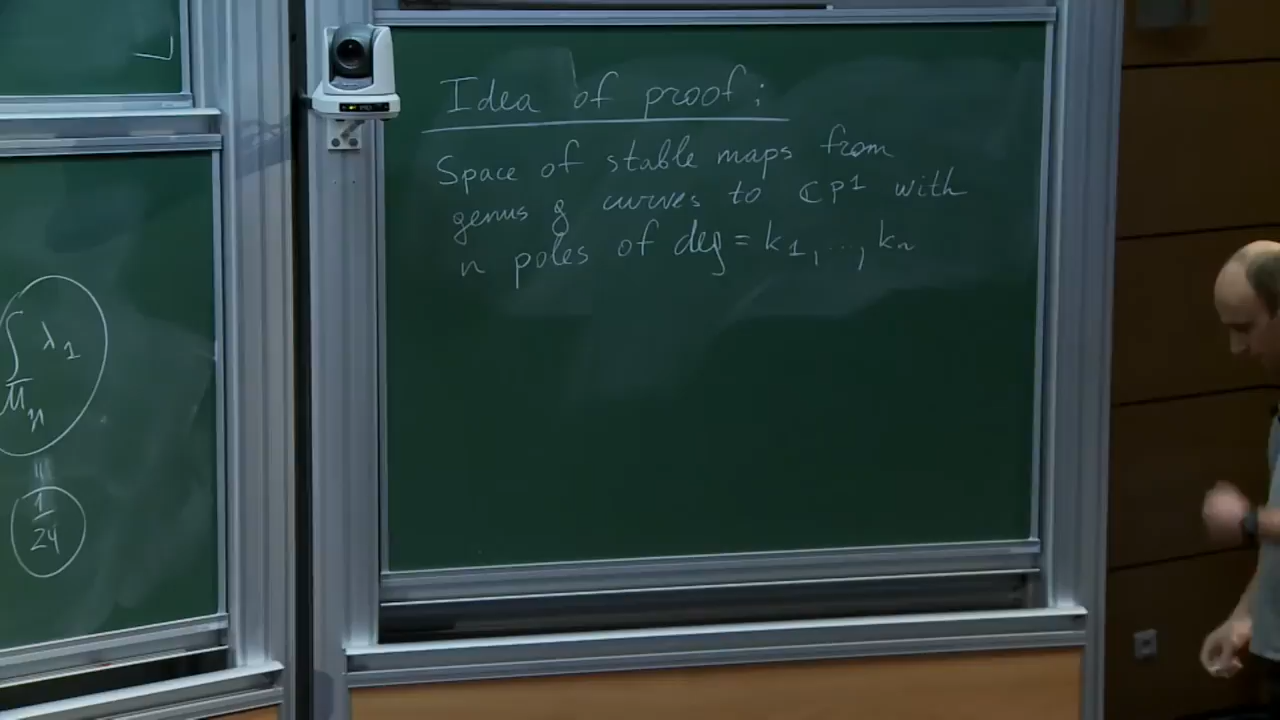 Idea of proof:
Space of stable maps from
genus g curves to ℂP¹ with
n poles of deg = k₁, ..., kₙ
∫ λ₁
M̅₁,₁
=
1/24